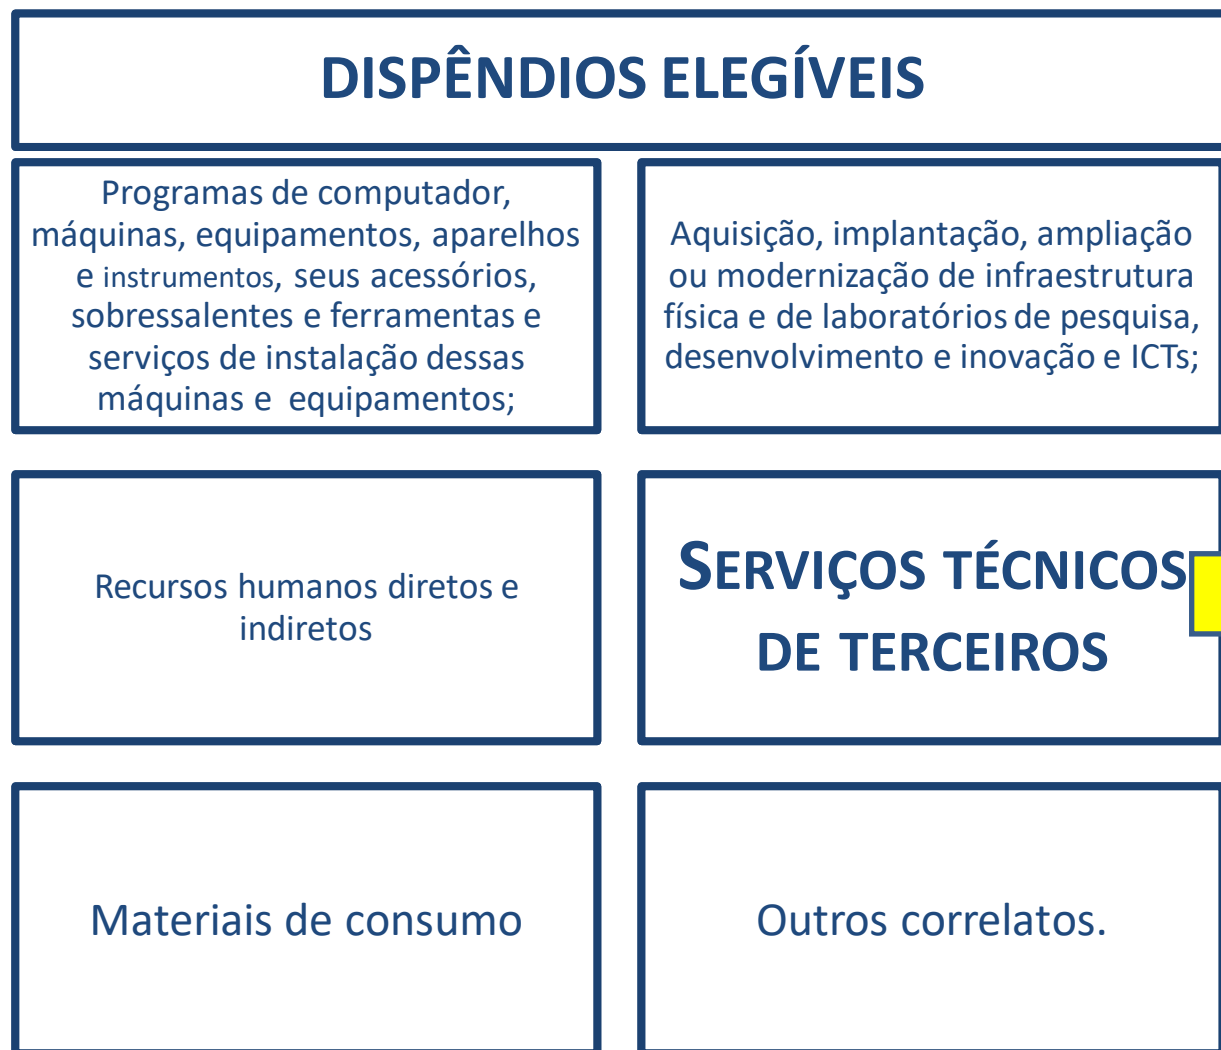 DISPÊNDIOS ELEGÍVEIS
Programas de computador,
máquinas, equipamentos, aparelhos
e instrumentos, seus acessórios,
sobressalentes e ferramentas e
serviços de instalação dessas
máquinas e equipamentos;
Aquisição, implantação, ampliação
ou modernização de infraestrutura
física e de laboratórios de pesquisa,
desenvolvimento e inovação e ICTs;
Recursos humanos diretos e
indiretos
SERVIÇOS TÉCNICOS
DE TERCEIROS
Materiais de consumo
Outros correlatos.